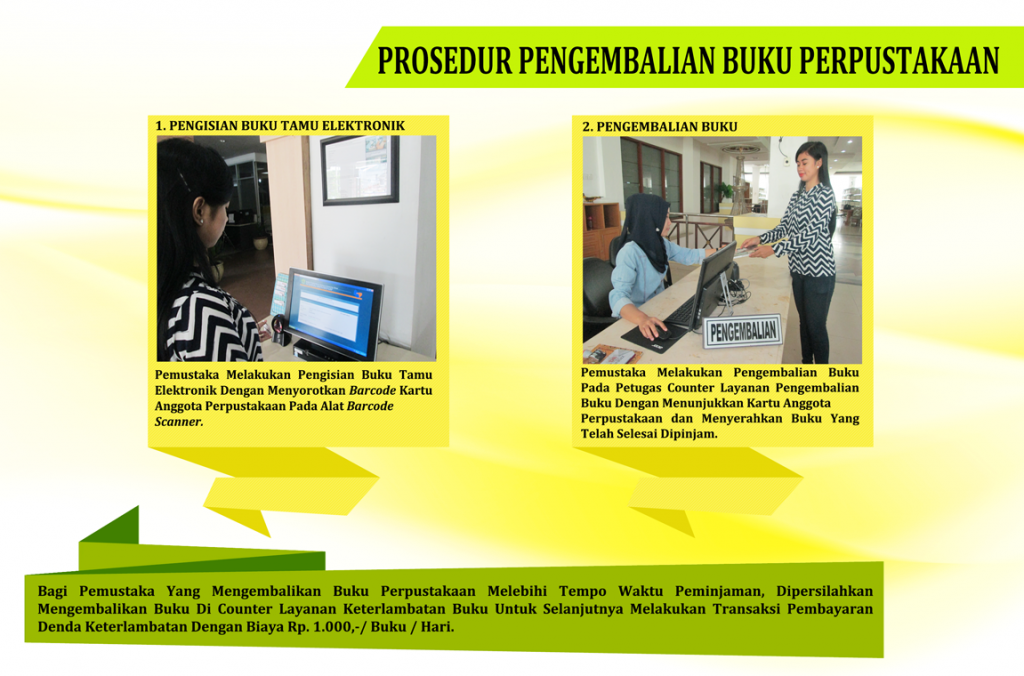 PROSEDUR PENGEMBALIAN BUKU PERPUSTAKAAN
1. PENGISIAN BUKU TAMU ELEKTRONIK
Pemustaka Melakukan Pengisian Buku Tamu
Elektronik Dengan Menyorotkan Barcode Kartu
Anggota Perpustakaan Pada Alat Barcode
Scanner.
2. PENGEMBALIAN BUKU
PENGEMBALIAN
Pemustaka Melakukan Pengembalian Buku
Pada Petugas Counter Layanan Pengembalian
Buku Dengan Menunjukkan Kartu Anggota
Perpustakaan dan Menyerahkan Buku Yang
Telah Selesai Dipinjam.
Bagi Pemustaka Yang Mengembalikan Buku Perpustakaan Melebihi Tempo Waktu Peminjaman, Dipersilahkan
Mengembalikan Buku Di Counter Layanan Keterlambatan Buku Untuk Selanjutnya Melakukan Transaksi Pembayaran
Denda Keterlambatan Dengan Biaya Rp. 1.000,-/ Buku / Hari.